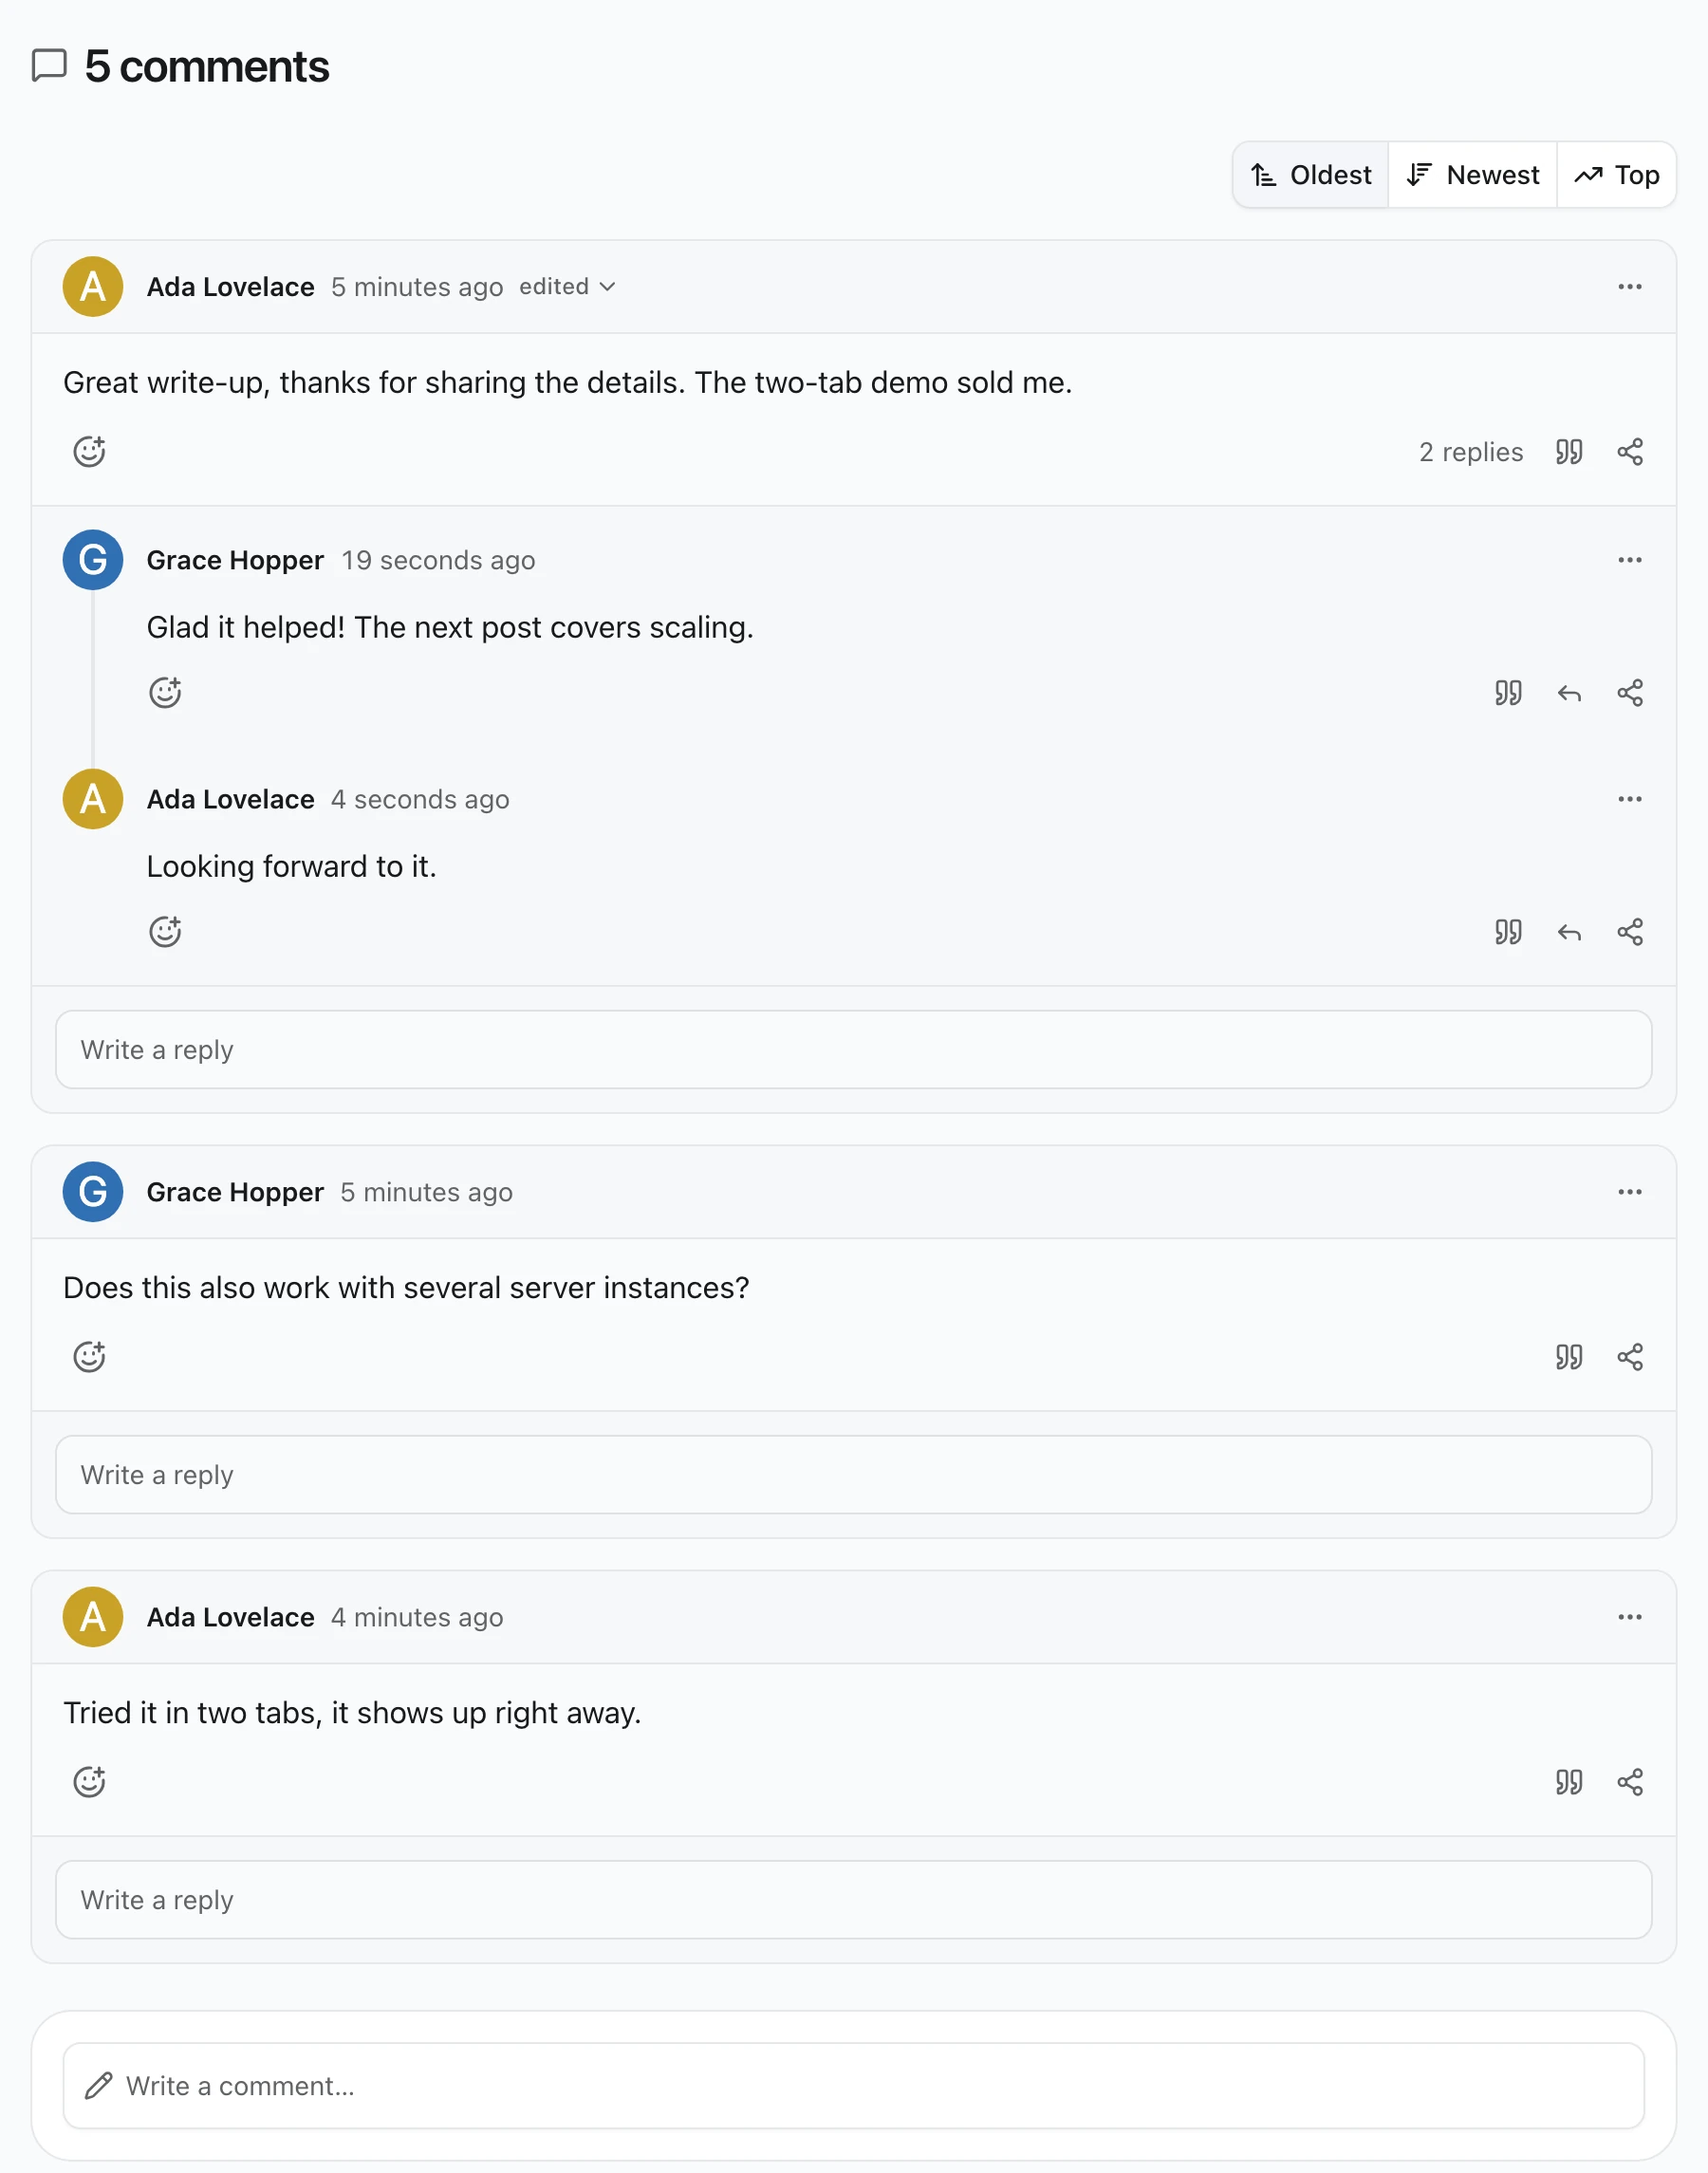 5 comments
Oldest Newest Top
A Ada Lovelace 5 minutes ago edited
Great write-up, thanks for sharing the details. The two-tab demo sold me.
2 replies
G Grace Hopper 19 seconds ago
Glad it helped! The next post covers scaling.
A Ada Lovelace 4 seconds ago
Looking forward to it.
Write a reply
G Grace Hopper 5 minutes ago
Does this also work with several server instances?
Write a reply
A Ada Lovelace 4 minutes ago
Tried it in two tabs, it shows up right away.
Write a reply
Write a comment...